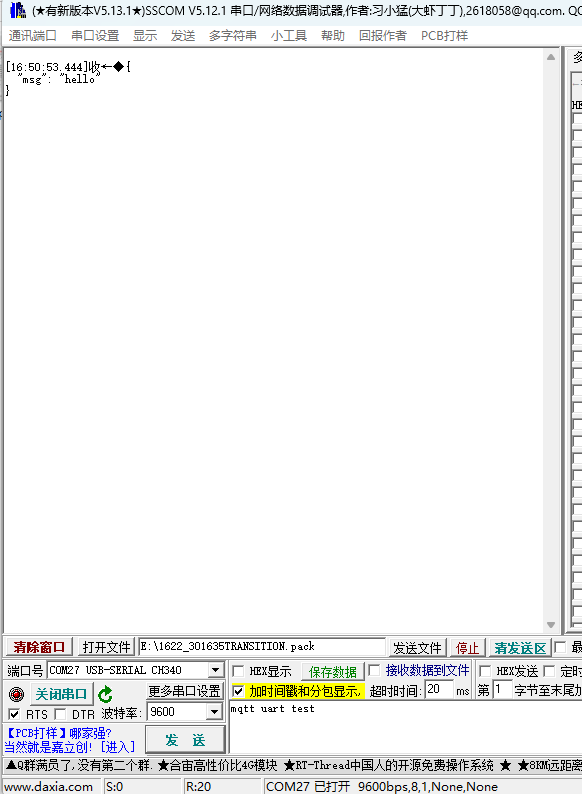 (★有新版本V5.13.1★)SSCOM V5.12.1 串口/网络数据调试器,作者:习小猛(大虾丁丁),2618058@qq.com. QQ
通讯端口 串口设置 显示 发送 多字符串 小工具 帮助 回报作者 PCB打样
[16:50:53.444]收←◆{
"msg": "hello"
}
清除窗口 打开文件 E:\1622_301635TRANSITION.pack 发送文件 停止 清发送区 最
端口号 COM27 USB-SERIAL CH340 HEX显示 保存数据 接收数据到文件 HEX发送 定时
关闭串口 更多串口设置 加时间戳和分包显示, 超时时间: 20 ms 第 1 字节至末尾加
RTS DTR 波特率: 9600 mqtt uart test
【PCB打样】哪家强?
当然就是嘉立创! [进入] 发 送
▲Q群满员了,没有第二个群. ★合宙高性价比4G模块 ★RT-Thread中国人的开源免费操作系统 ★ ★8KM远距离
www.daxia.com S:0 R:20 COM27 已打开 9600bps,8,1,None,None